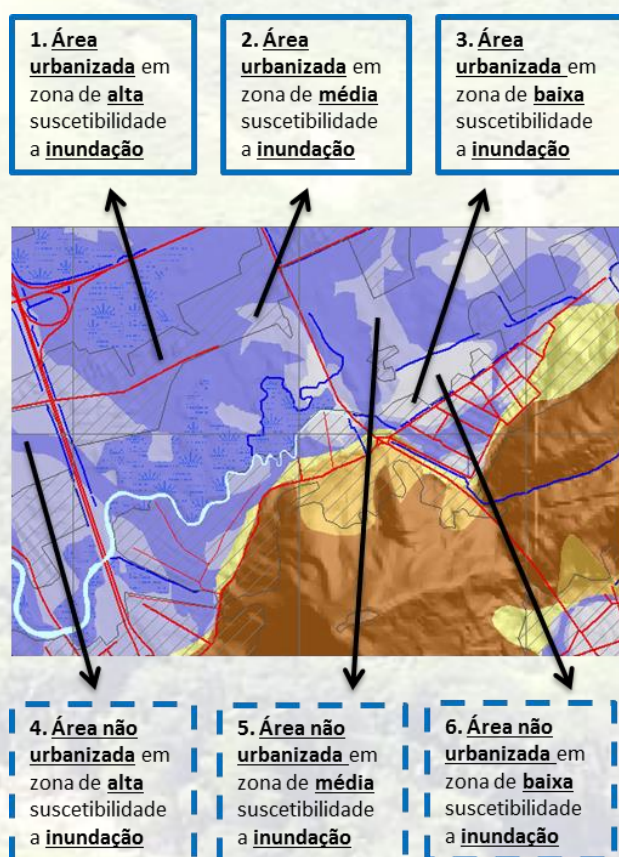 1. Área
urbanizada em
zona de alta
suscetibilidade
a inundação
2. Área
urbanizada em
zona de média
suscetibilidade
a inundação
3. Área
urbanizada em
zona de baixa
suscetibilidade
a inundação
4. Área não
urbanizada em
zona de alta
suscetibilidade
a inundação
5. Área não
urbanizada em
zona de média
suscetibilidade
a inundação
6. Área não
urbanizada em
zona de baixa
suscetibilidade
a inundação